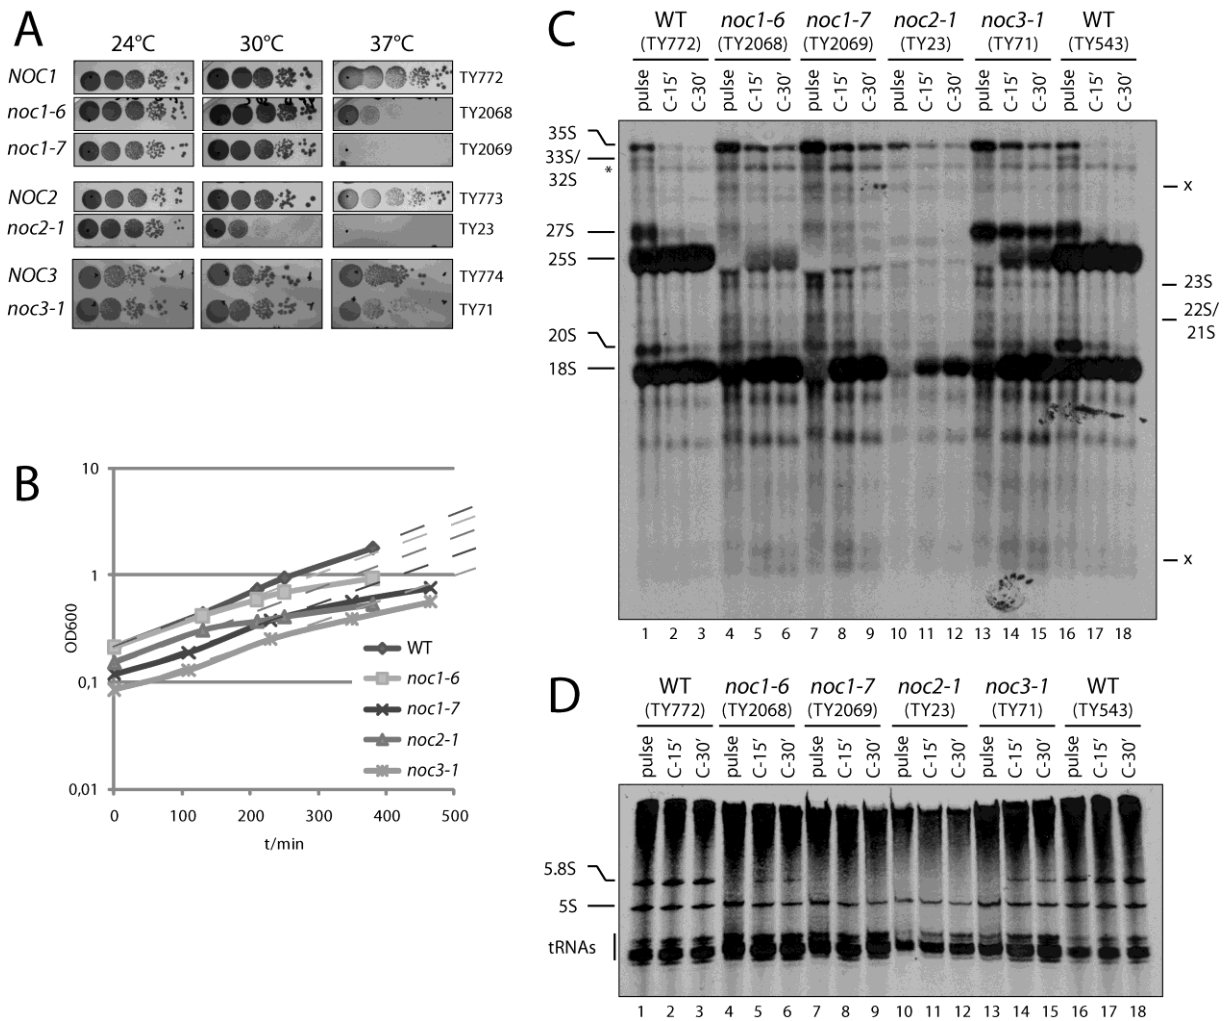 A
24°C 30°C 37°C
NOC1 TY772
noc1-6 TY2068
noc1-7 TY2069
NOC2 TY773
noc2-1 TY23
NOC3 TY774
noc3-1 TY71
B
10
1
0,1
0,01
OD600
0 100 200 300 400 500
t/min
WT
noc1-6
noc1-7
noc2-1
noc3-1
C
WT noc1-6 noc1-7 noc2-1 noc3-1 WT
(TY772) (TY2068) (TY2069) (TY23) (TY71) (TY543)
pulse C-15′ C-30′ pulse C-15′ C-30′ pulse C-15′ C-30′ pulse C-15′ C-30′ pulse C-15′ C-30′ pulse C-15′ C-30′
35S
33S/
*
32S
27S
25S
20S
18S
x
23S
22S/
21S
x
1 2 3 4 5 6 7 8 9 10 11 12 13 14 15 16 17 18
D
WT noc1-6 noc1-7 noc2-1 noc3-1 WT
(TY772) (TY2068) (TY2069) (TY23) (TY71) (TY543)
pulse C-15′ C-30′ pulse C-15′ C-30′ pulse C-15′ C-30′ pulse C-15′ C-30′ pulse C-15′ C-30′ pulse C-15′ C-30′
5.8S
5S
tRNAs
1 2 3 4 5 6 7 8 9 10 11 12 13 14 15 16 17 18